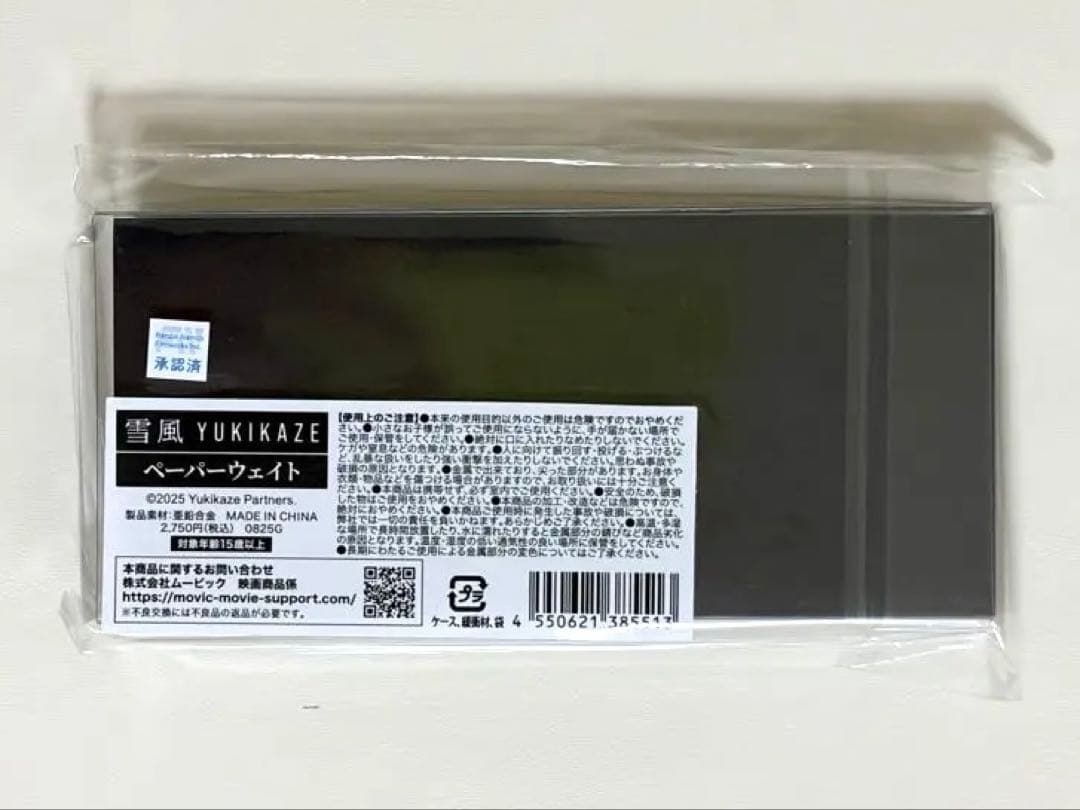 承認済
雪風 YUKIKAZE
ペーパーウェイト
©2025 Yukikaze Partners.
製品素材:亜鉛合金 MADE IN CHINA
2,750円(税込) 0825G
対象年齢15歳以上
本商品に関するお問い合わせ
株式会社ムービック 映画商品係
https://movic-movie-support.com/
※不良交換には不良品の返品が必要です。
【使用上のご注意】●本来の使用目的以外のご使用は危険ですのでおやめくだ
さい。●小さなお子様が誤ってご使用にならないように、手が届かない場所で
ご使用・保管をしてください。●絶対に口に入れたりなめたりしないでください。
ケガや窒息などの危険があります。●人に向けて振り回す・投げる・ぶつけるな
ど、乱暴な扱いをしたり強い衝撃を加えたりしないでください。思わぬ事故や
破損の原因となります。●金属で出来ており、尖った部分があります。お身体や
衣類・物品などを傷つける場合がありますので、お取り扱いには十分ご注意
ください。●本商品は携帯せず、必ず室内でご使用ください。●安全のため、破損
した物はご使用をおやめください。●本商品の加工・改造などは危険ですので、
絶対におやめください。●本商品ご使用時に発生した事故や破損については、
弊社では一切の責任を負いかねます。あらかじめご了承ください。●高温・多湿
な場所で長時間放置したり、水に濡れたりすると金属部分の錆びなど商品劣化
の原因となります。温度・湿度の低い通気性の良い場所に保管をしてください。
●長期にわたるご使用による金属部分の変色についてはご了承ください。
プラ
ケース、緩衝材、袋
4 550621 385513